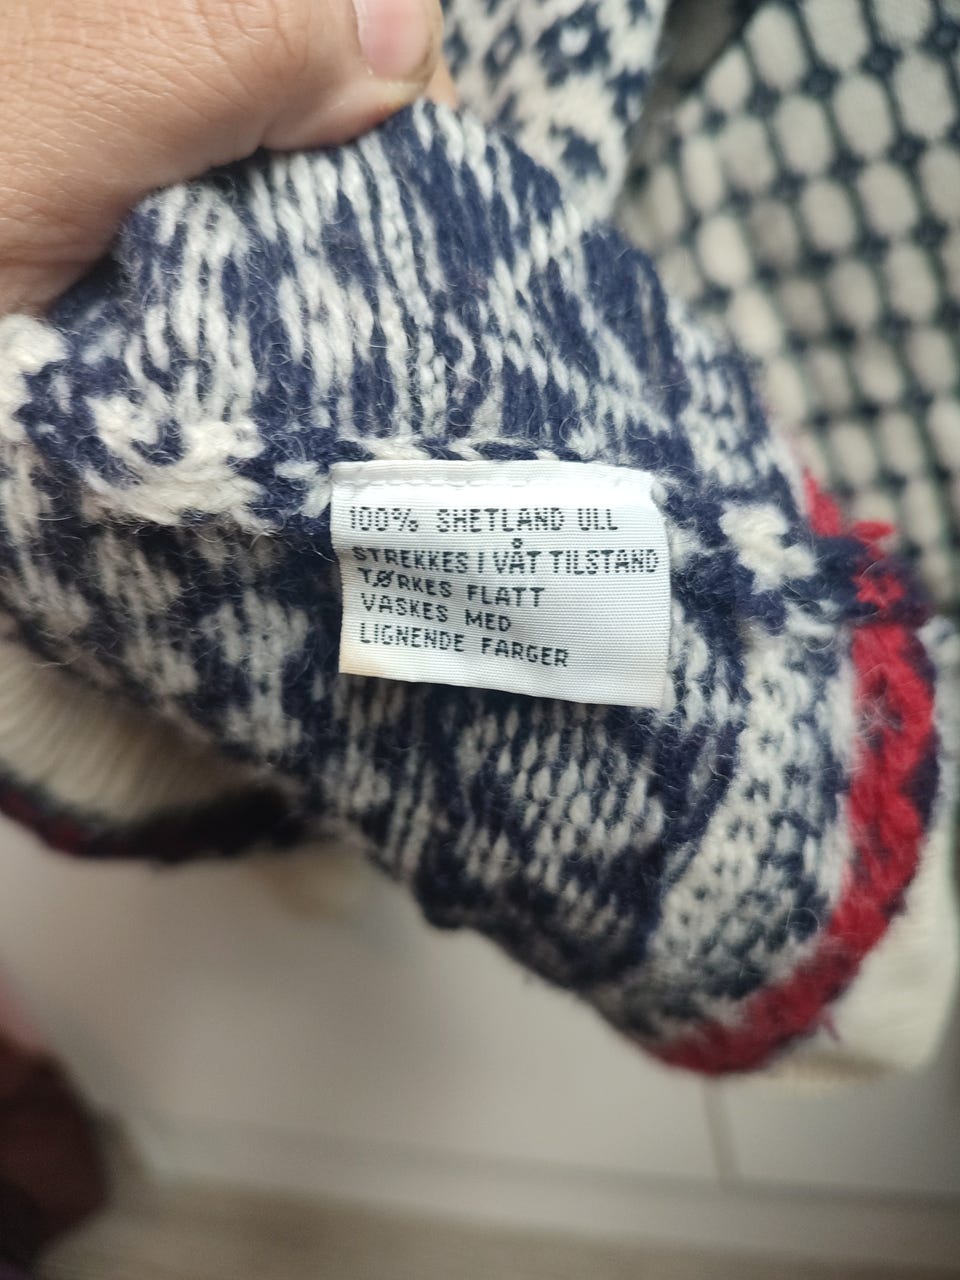 100% SHETLAND ULL
STREKKES I VÅT TILSTAND
TØRKES FLATT
VASKES MED
LIGNENDE FARGER